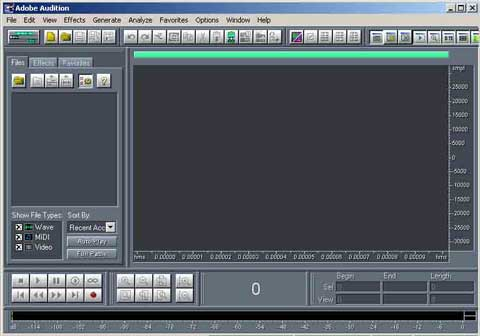 Adobe Audition
File Edit View Effects Generate Analyze Favorites Options Window Help
Files Effects Favorites
smpl
25000
20000
15000
10000
5000
0
-5000
-10000
-15000
-20000
-25000
-30000
Show File Types: Sort By:
Wave Recent Acc
MIDI Auto Play
Video Full Paths
hms 0.00000 0.00001 0.00002 0.00003 0.00004 0.00005 0.00006 0.00007 0.00008 0.00009 hms
Begin End Length
Sel 0 0 0
View 0 0 0
0
dB -114 -108 -102 -96 -90 -84 -78 -72 -66 -60 -54 -48 -42 -36 -30 -24 -18 -12 -6 0